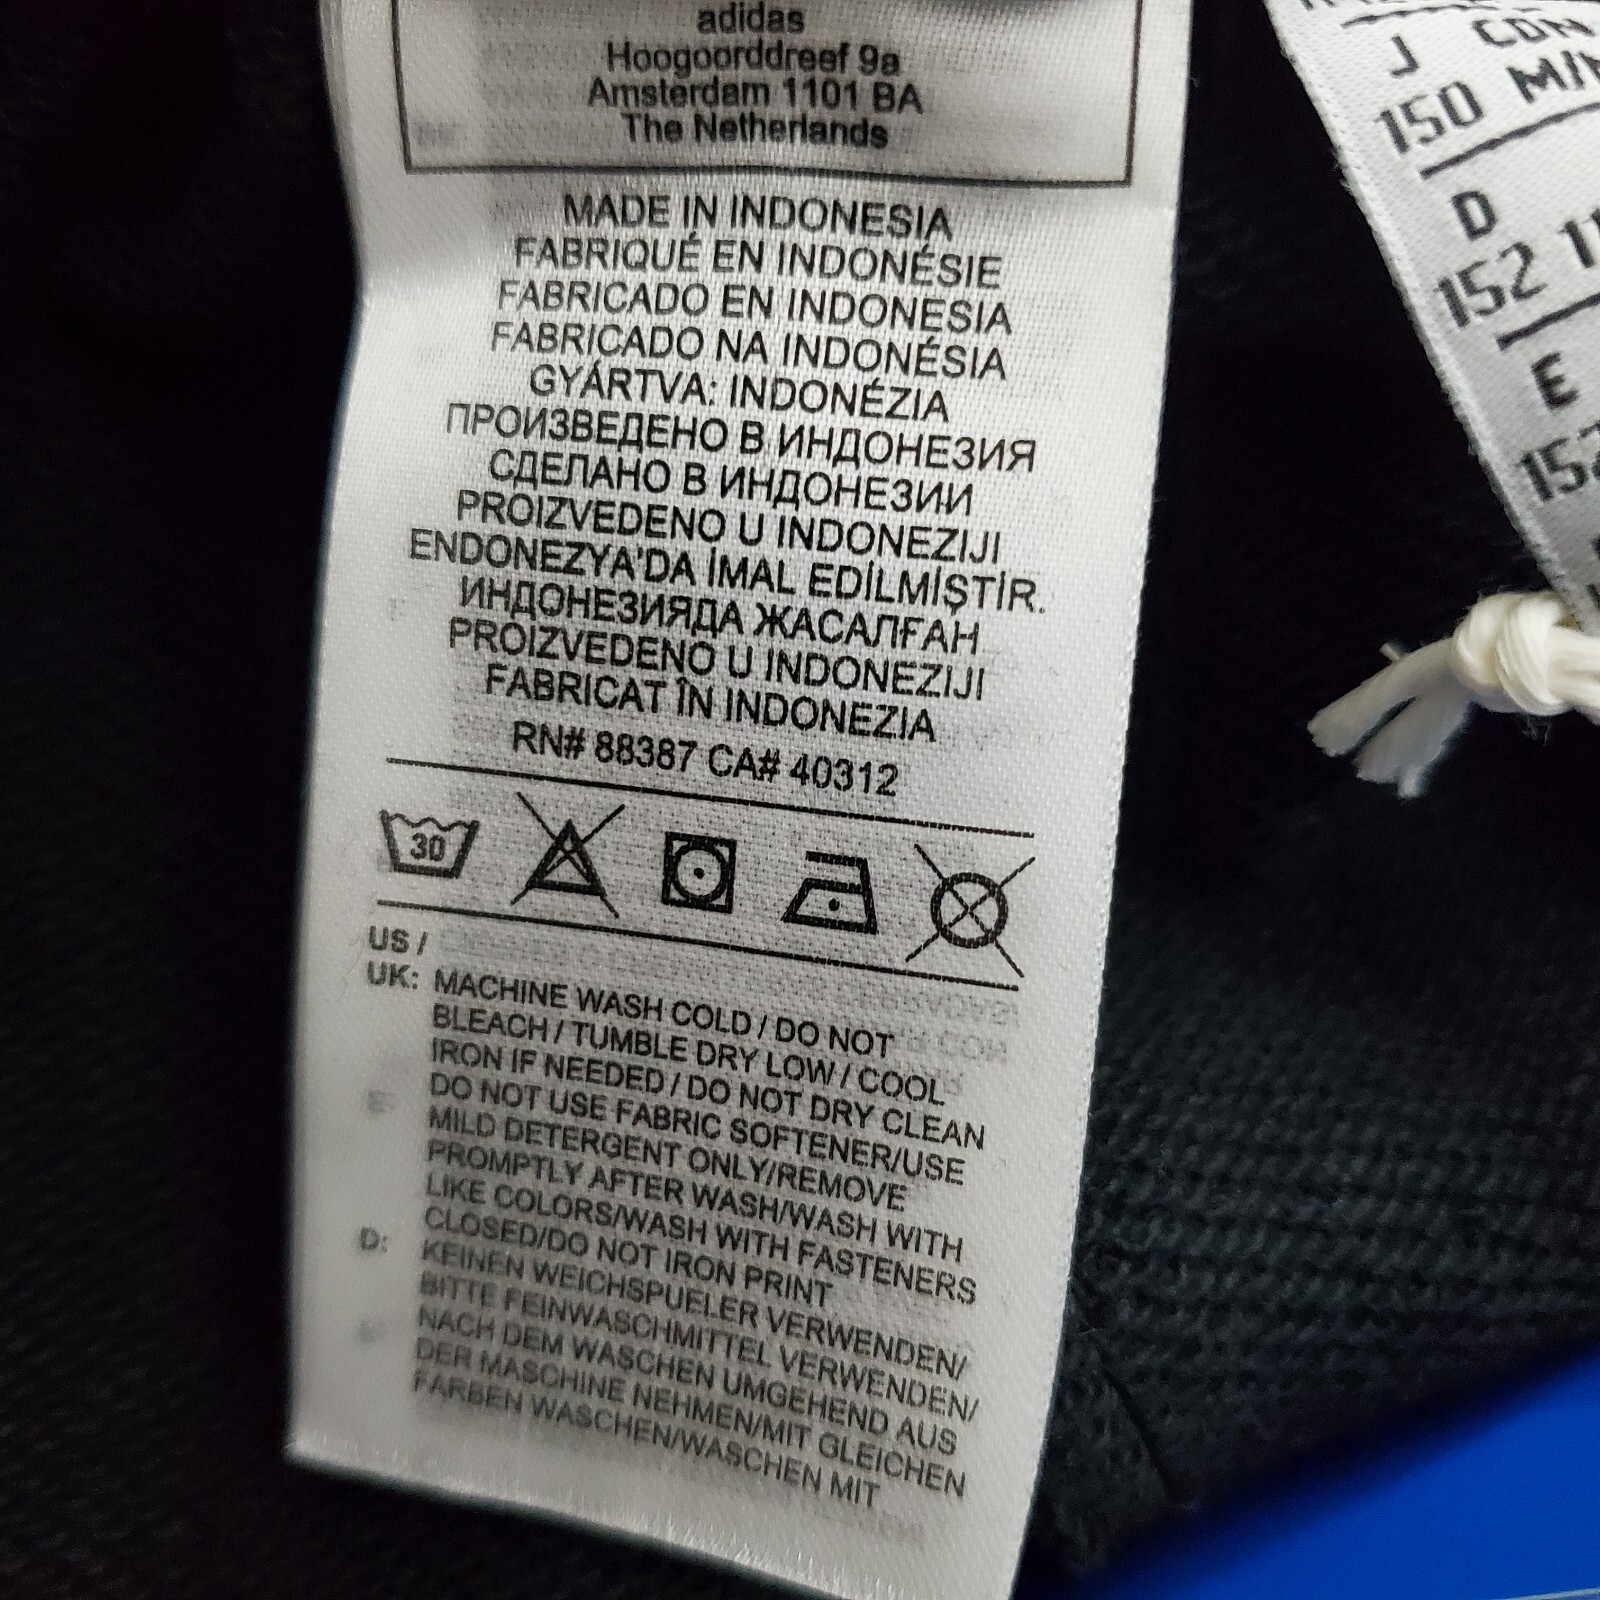 adidas
Hoogoorddreef 9a
Amsterdam 1101 BA
The Netherlands
MADE IN INDONESIA
FABRIQUÉ EN INDONÉSIE
FABRICADO EN INDONESIA
FABRICADO NA INDONÉSIA
GYÁRTVA: INDONÉZIA
ПРОИЗВЕДЕНО В ИНДОНЕЗИЯ
СДЕЛАНО В ИНДОНЕЗИИ
PROIZVEDENO U INDONEZIJI
ENDONEZYA'DA İMAL EDİLMİŞTİR.
ИНДОНЕЗИЯДА ЖАСАЛҒАН
PROIZVEDENO U INDONEZIJI
FABRICAT ÎN INDONEZIA
RN# 88387 CA# 40312
30
US /
UK: MACHINE WASH COLD / DO NOT
BLEACH / TUMBLE DRY LOW / COOL
IRON IF NEEDED / DO NOT DRY CLEAN
DO NOT USE FABRIC SOFTENER/USE
MILD DETERGENT ONLY/REMOVE
PROMPTLY AFTER WASH/WASH WITH
LIKE COLORS/WASH WITH FASTENERS
CLOSED/DO NOT IRON PRINT
D: KEINEN WEICHSPUELER VERWENDEN/
BITTE FEINWASCHMITTEL VERWENDEN/
NACH DEM WASCHEN UMGEHEND AUS
DER MASCHINE NEHMEN/MIT GLEICHEN
FARBEN WASCHEN/WASCHEN MIT
J
150
D
152
E